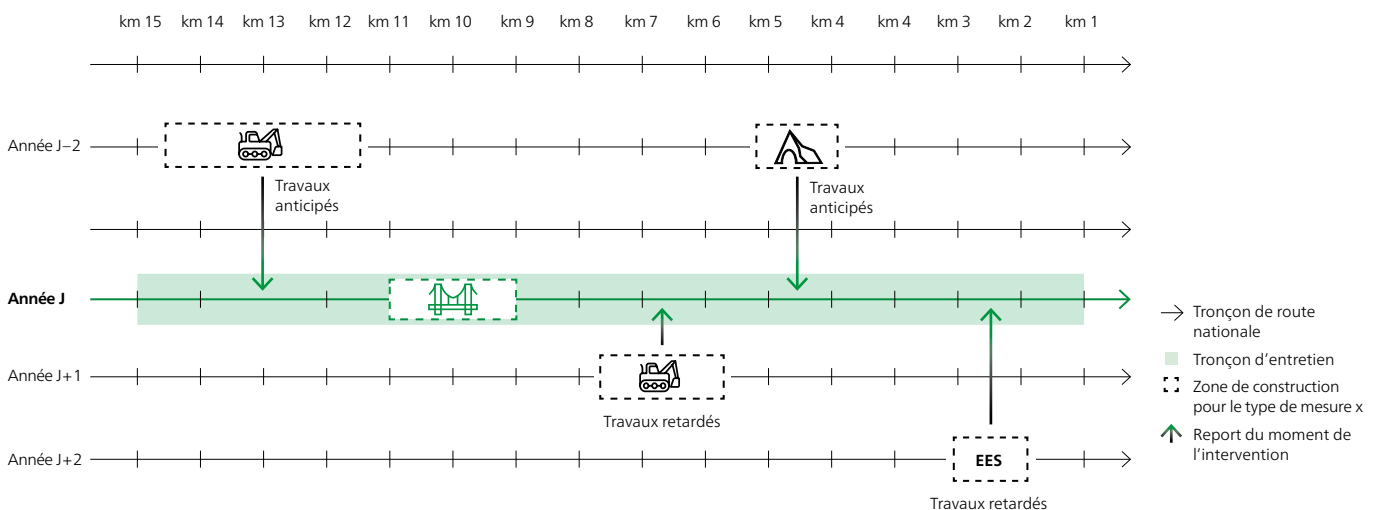 km 15 km 14 km 13 km 12 km 11 km 10 km 9 km 8 km 7 km 6 km 5 km 4 km 4 km 3 km 2 km 1
Année J–2
Travaux
anticipés
Travaux
anticipés
Année J
Année J+1
Travaux retardés
Année J+2
EES
Travaux retardés
Tronçon de route
nationale
Tronçon d’entretien
Zone de construction
pour le type de mesure x
Report du moment de
l’intervention